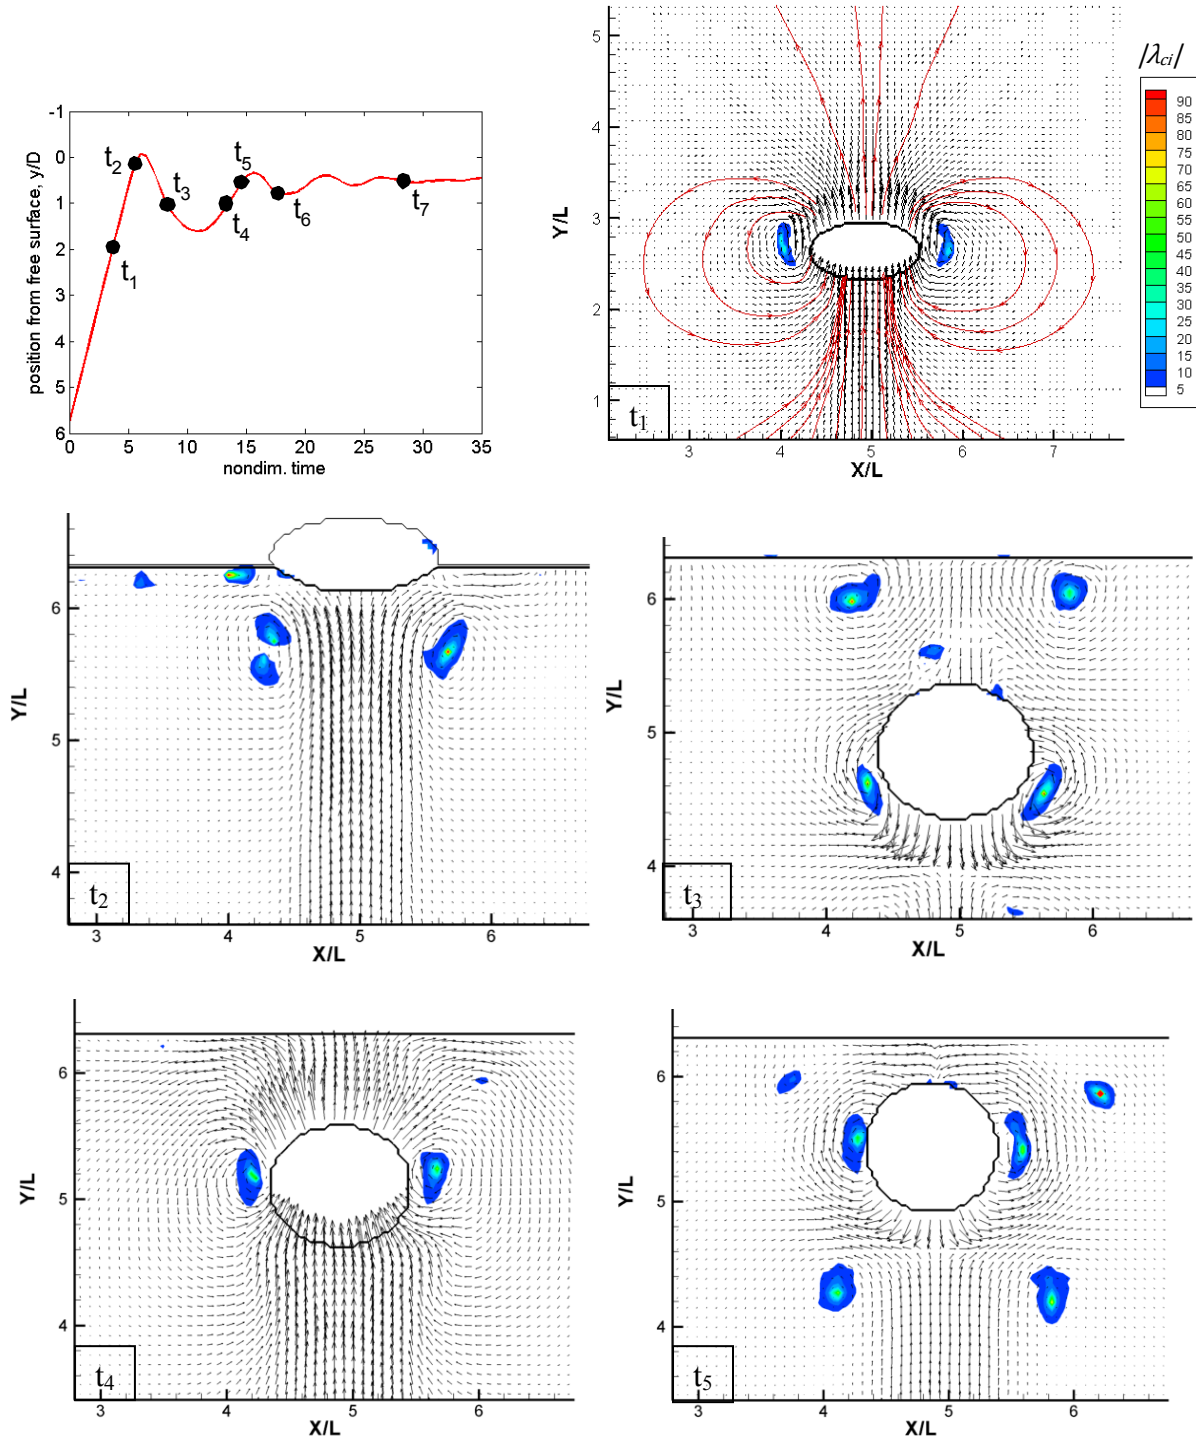 -1
0
1
2
3
4
5
6
position from free surface, y/D
t2
t3
t5
t1
t4
t6
t7
0 5 10 15 20 25 30 35
nondim. time
5
4
3
2
1
Y/L
t1
3 4 5 6 7
X/L
|λci|
90
85
80
75
70
65
60
55
50
45
40
35
30
25
20
15
10
5
6
5
4
Y/L
t2
3 4 5 6
X/L
6
5
4
Y/L
t3
3 4 5 6
X/L
6
5
4
Y/L
t4
3 4 5 6
X/L
6
5
4
Y/L
t5
3 4 5 6
X/L